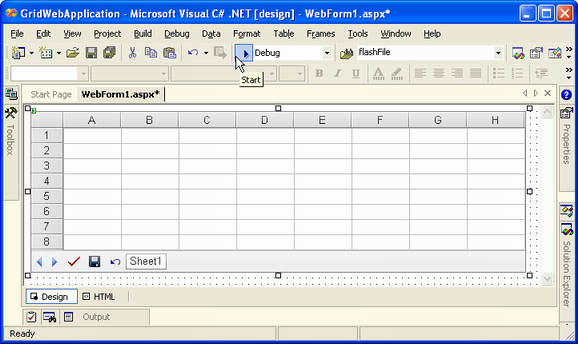 GridWebApplication - Microsoft Visual C# .NET [design] - WebForm1.aspx*
File Edit View Project Build Debug Data Format Table Frames Tools Window Help
Debug flashFile
B I U A
Start
Start Page WebForm1.aspx*
Toolbox
A B C D E F G H
1
2
3
4
5
6
7
8
Sheet1
Properties
Solution Explorer
Design HTML
Output
Ready